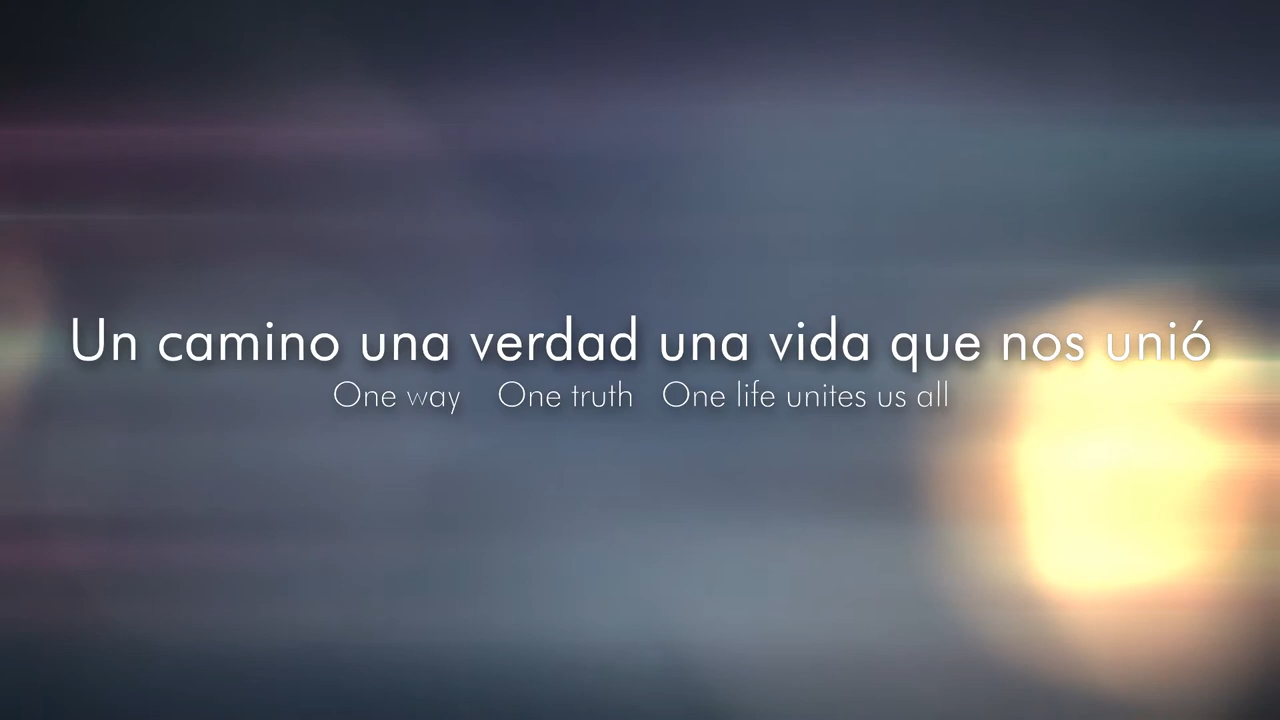 Un camino una verdad una vida que nos unió
One way One truth One life unites us all